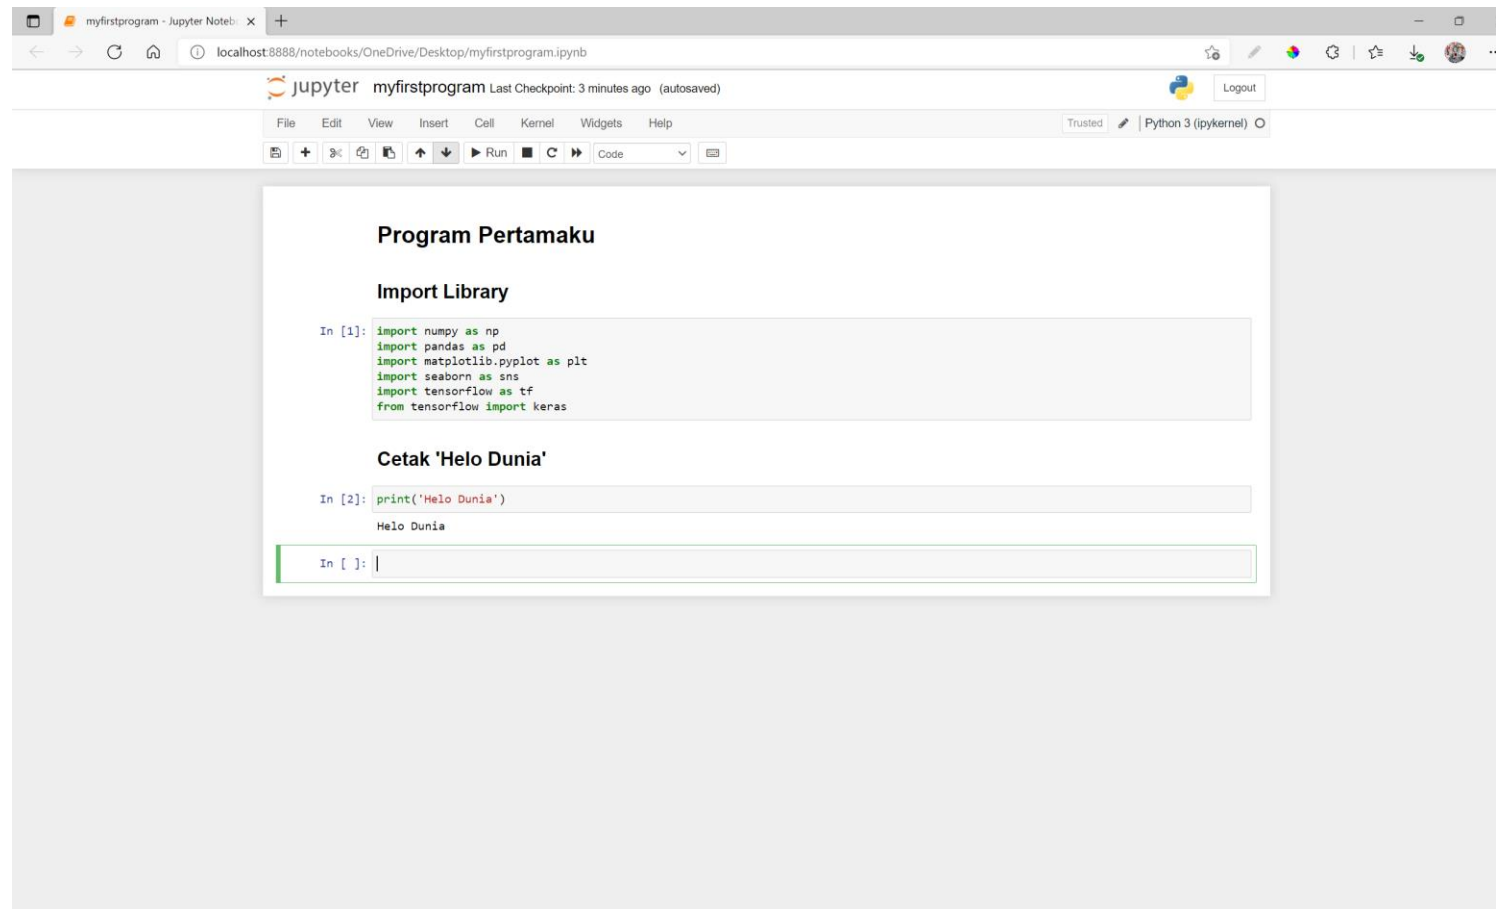 myfirstprogram - Jupyter Noteb
localhost:8888/notebooks/OneDrive/Desktop/myfirstprogram.ipynb
jupyter myfirstprogram Last Checkpoint: 3 minutes ago (autosaved)
Logout
File Edit View Insert Cell Kernel Widgets Help
Trusted Python 3 (ipykernel)
Run Code
Program Pertamaku
Import Library
In [1]: import numpy as np
import pandas as pd
import matplotlib.pyplot as plt
import seaborn as sns
import tensorflow as tf
from tensorflow import keras
Cetak 'Helo Dunia'
In [2]: print('Helo Dunia')
Helo Dunia
In [ ]: